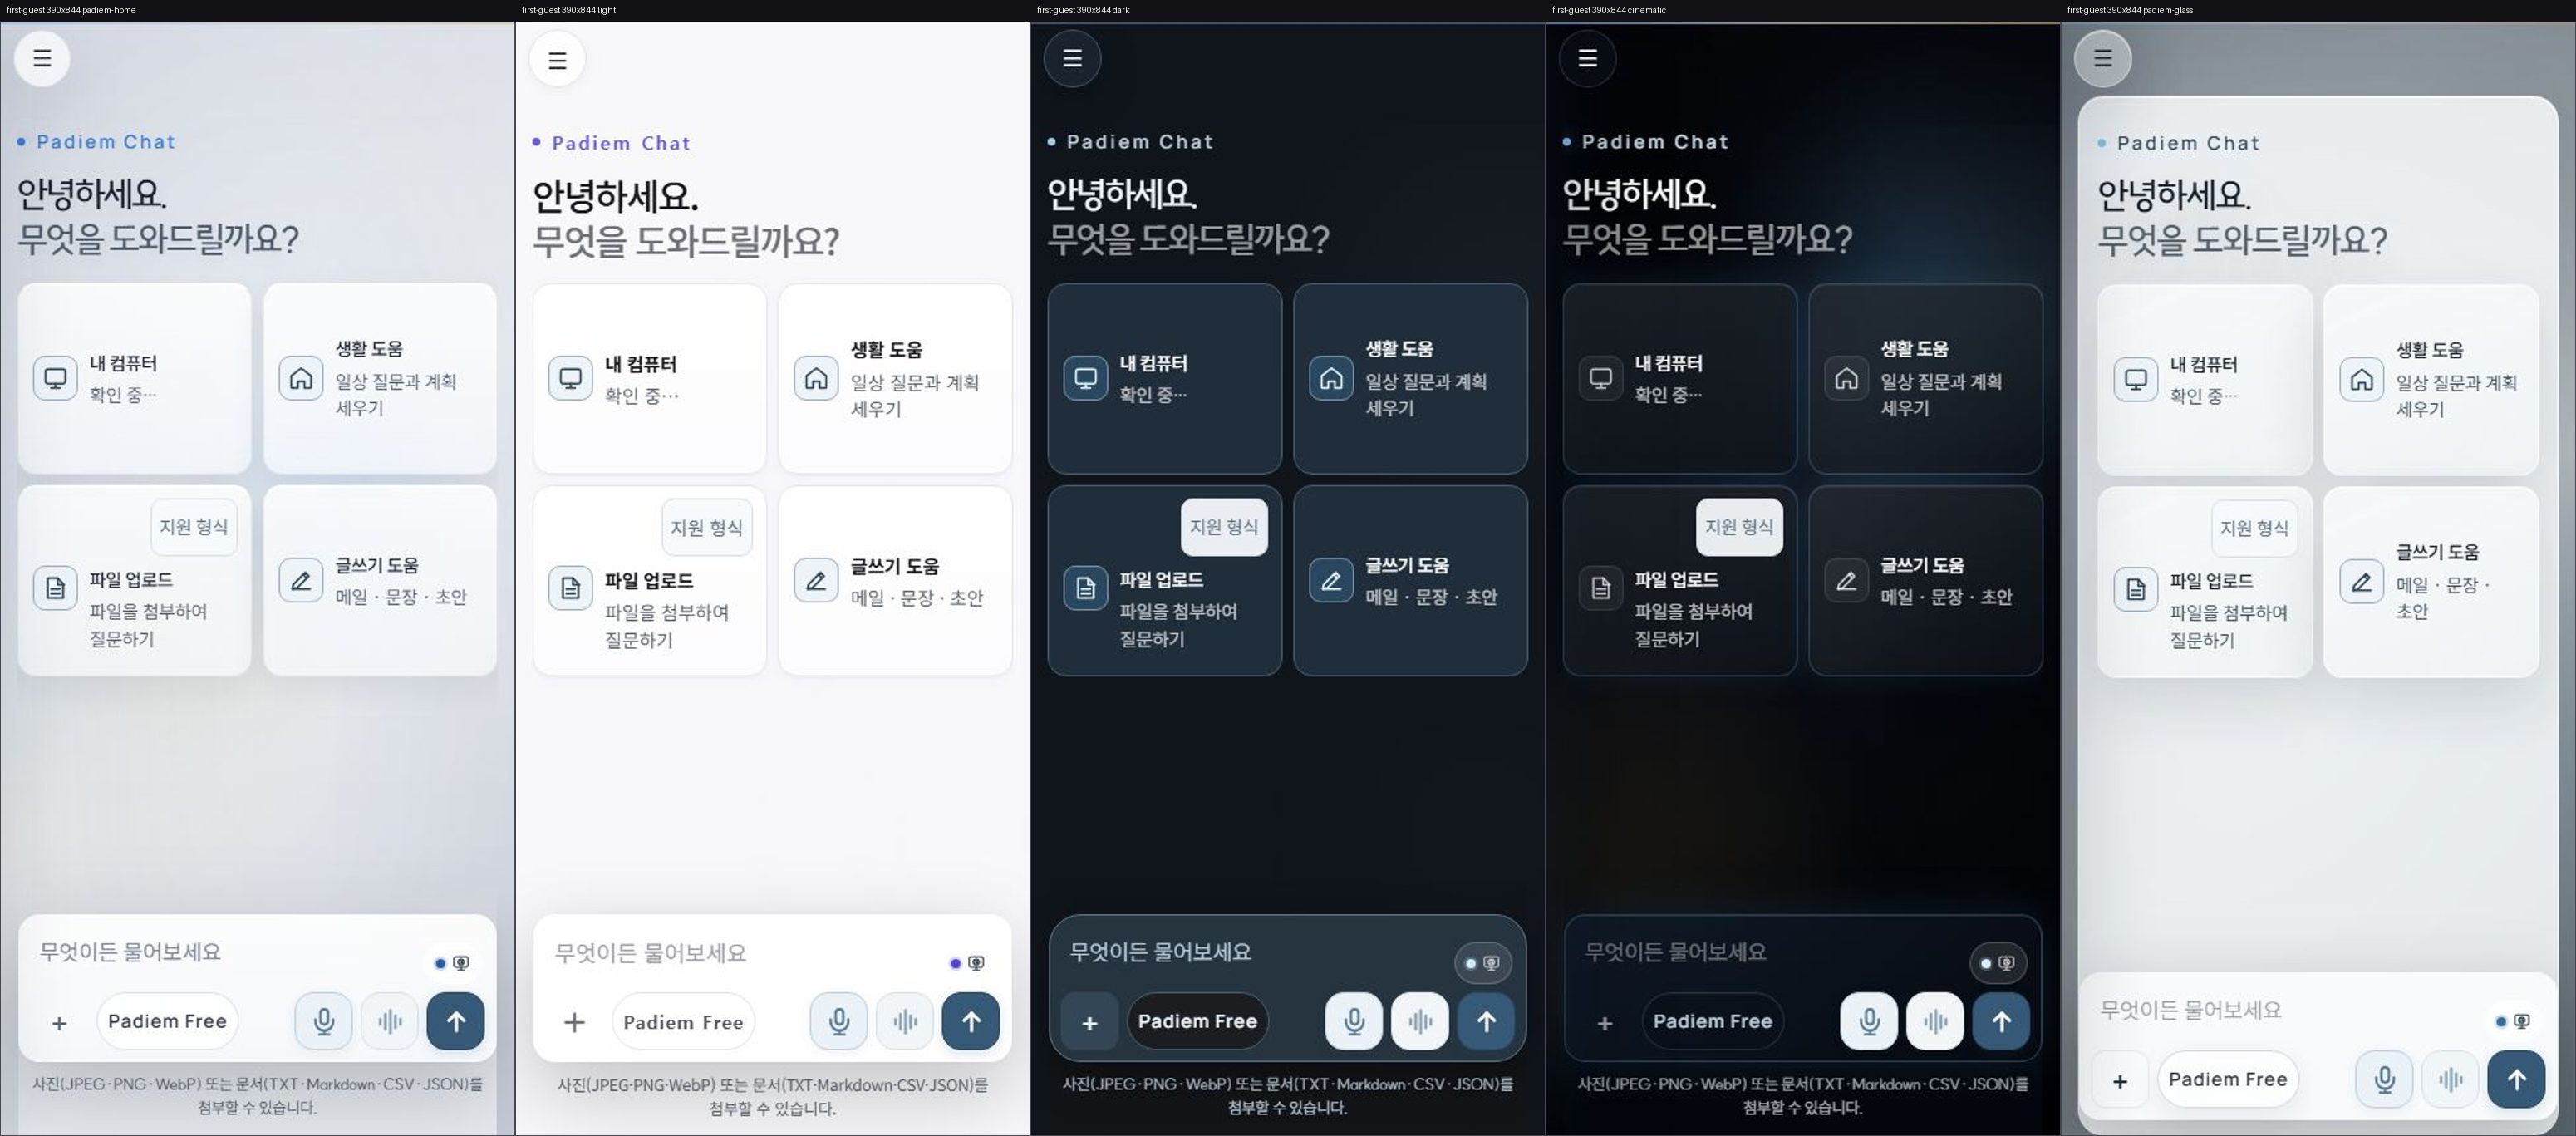 first-guest 390x844 padiem-home
Padiem Chat
안녕하세요.
무엇을 도와드릴까요?
내 컴퓨터
확인 중…
생활 도움
일상 질문과 계획
세우기
지원 형식
파일 업로드
파일을 첨부하여
질문하기
글쓰기 도움
메일 · 문장 · 초안
무엇이든 물어보세요
+ Padiem Free
사진(JPEG·PNG·WebP) 또는 문서(TXT·Markdown·CSV·JSON)를
첨부할 수 있습니다.
first-guest 390x844 light
Padiem Chat
안녕하세요.
무엇을 도와드릴까요?
내 컴퓨터
확인 중…
생활 도움
일상 질문과 계획
세우기
지원 형식
파일 업로드
파일을 첨부하여
질문하기
글쓰기 도움
메일 · 문장 · 초안
무엇이든 물어보세요
+ Padiem Free
사진(JPEG·PNG·WebP) 또는 문서(TXT·Markdown·CSV·JSON)를
첨부할 수 있습니다.
first-guest 390x844 dark
Padiem Chat
안녕하세요.
무엇을 도와드릴까요?
내 컴퓨터
확인 중…
생활 도움
일상 질문과 계획
세우기
지원 형식
파일 업로드
파일을 첨부하여
질문하기
글쓰기 도움
메일 · 문장 · 초안
무엇이든 물어보세요
+ Padiem Free
사진(JPEG·PNG·WebP) 또는 문서(TXT·Markdown·CSV·JSON)를
첨부할 수 있습니다.
first-guest 390x844 cinematic
Padiem Chat
안녕하세요.
무엇을 도와드릴까요?
내 컴퓨터
확인 중…
생활 도움
일상 질문과 계획
세우기
지원 형식
파일 업로드
파일을 첨부하여
질문하기
글쓰기 도움
메일 · 문장 · 초안
무엇이든 물어보세요
+ Padiem Free
사진(JPEG·PNG·WebP) 또는 문서(TXT·Markdown·CSV·JSON)를
첨부할 수 있습니다.
first-guest 390x844 padiem-glass
Padiem Chat
안녕하세요.
무엇을 도와드릴까요?
내 컴퓨터
확인 중…
생활 도움
일상 질문과 계획
세우기
지원 형식
파일 업로드
파일을 첨부하여
질문하기
글쓰기 도움
메일 · 문장 ·
초안
무엇이든 물어보세요
+ Padiem Free